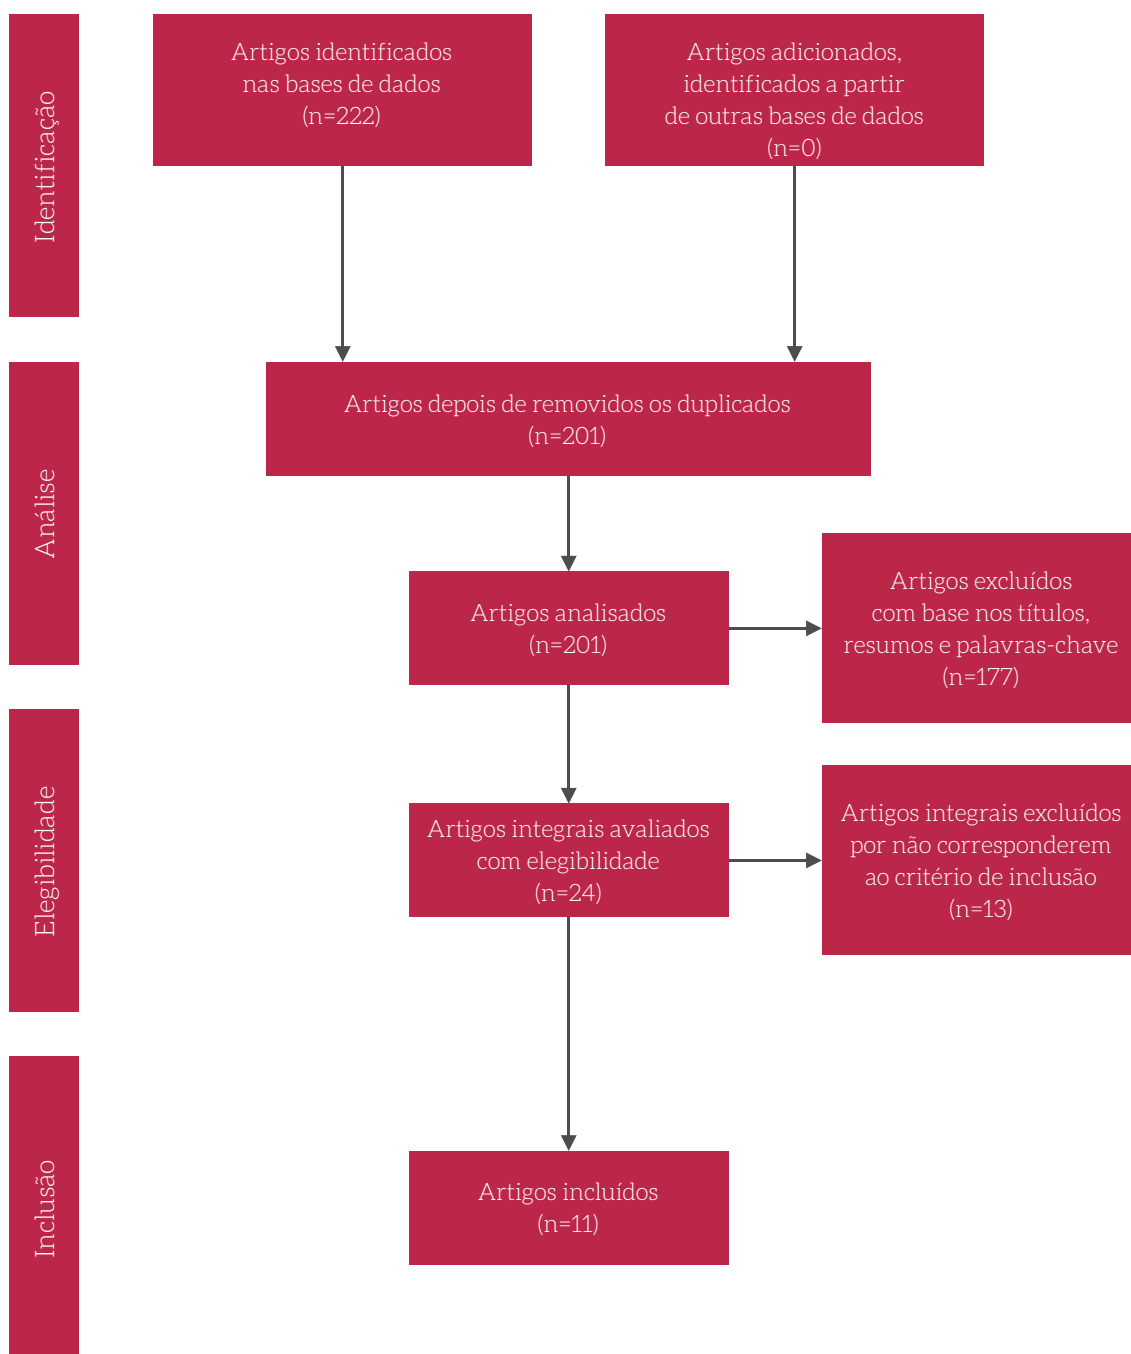 Identificação
Artigos identificados
nas bases de dados
(n=222)
Artigos adicionados,
identificados a partir
de outras bases de dados
(n=0)
Análise
Artigos depois de removidos os duplicados
(n=201)
Artigos analisados
(n=201)
Artigos excluídos
com base nos títulos,
resumos e palavras-chave
(n=177)
Elegibilidade
Artigos integrais avaliados
com elegibilidade
(n=24)
Artigos integrais excluídos
por não corresponderem
ao critério de inclusão
(n=13)
Inclusão
Artigos incluídos
(n=11)